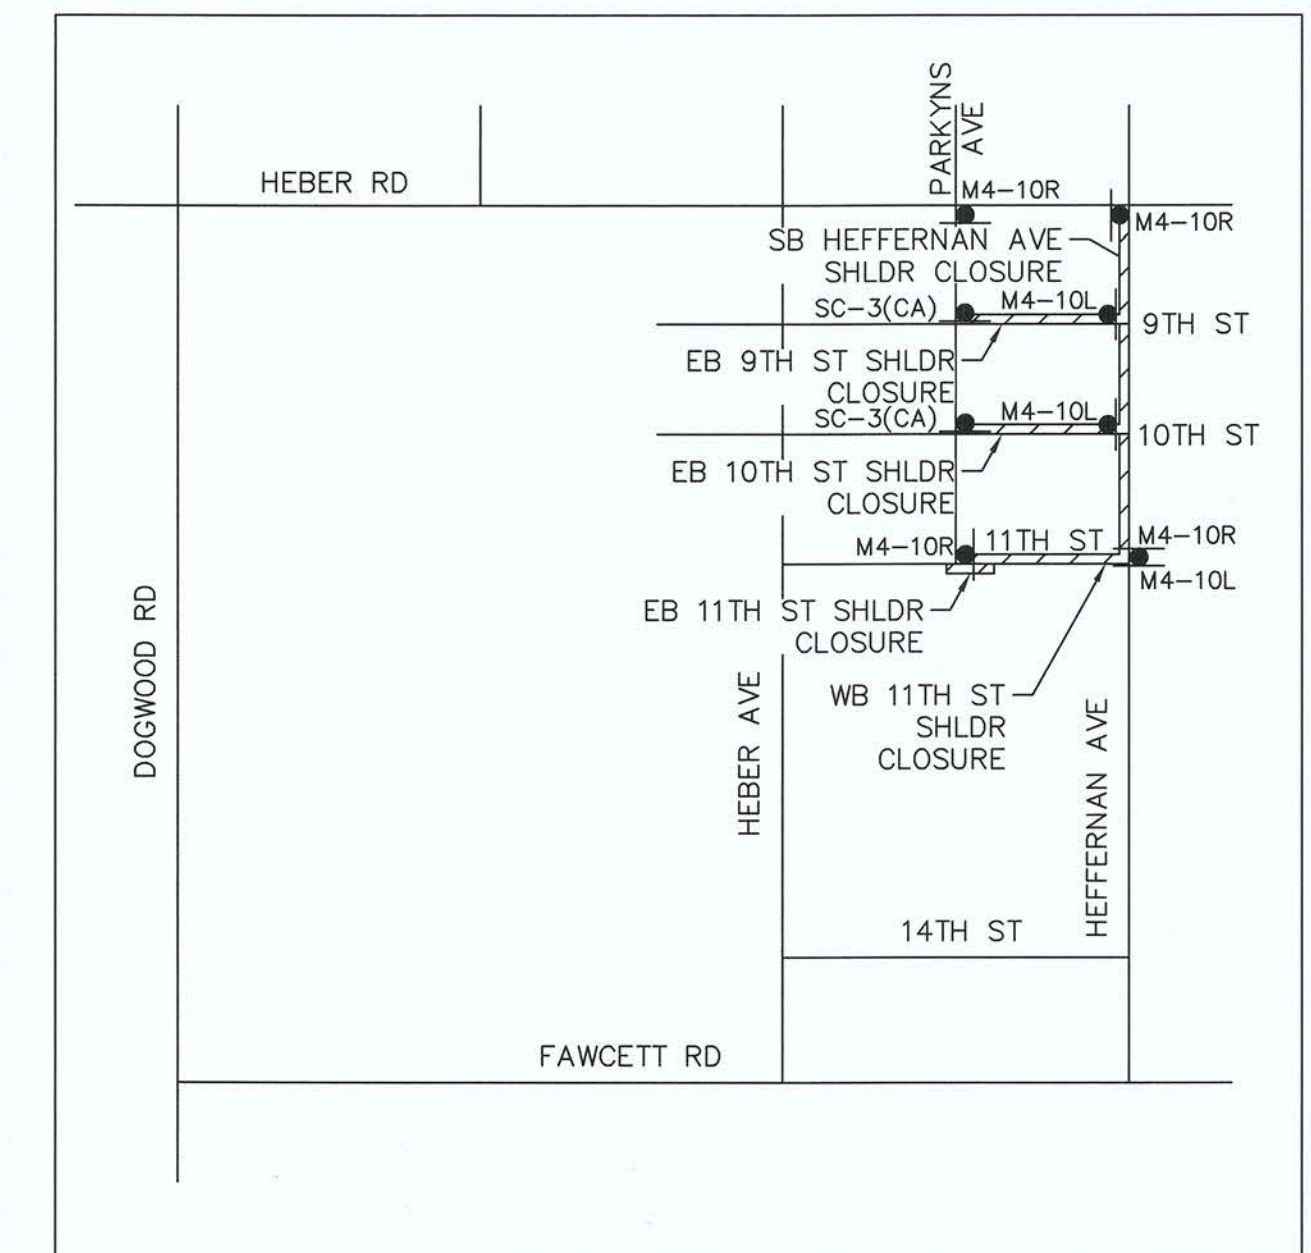 PARKYNS
AVE
HEBER RD
M4-10R
M4-10R
SB HEFFERNAN AVE
SHLDR CLOSURE
SC-3(CA)
M4-10L
9TH ST
EB 9TH ST SHLDR
CLOSURE
SC-3(CA)
M4-10L
10TH ST
EB 10TH ST SHLDR
CLOSURE
M4-10R
11TH ST
M4-10R
M4-10L
EB 11TH ST SHLDR
CLOSURE
WB 11TH ST
SHLDR
CLOSURE
DOGWOOD RD
HEBER AVE
HEFFERNAN AVE
14TH ST
FAWCETT RD